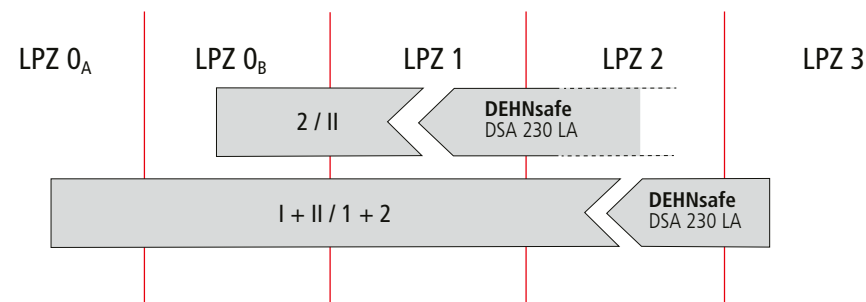 LPZ 0A LPZ 0B LPZ 1 LPZ 2 LPZ 3
2 / II
DEHNsafe
DSA 230 LA
I + II / 1 + 2
DEHNsafe
DSA 230 LA